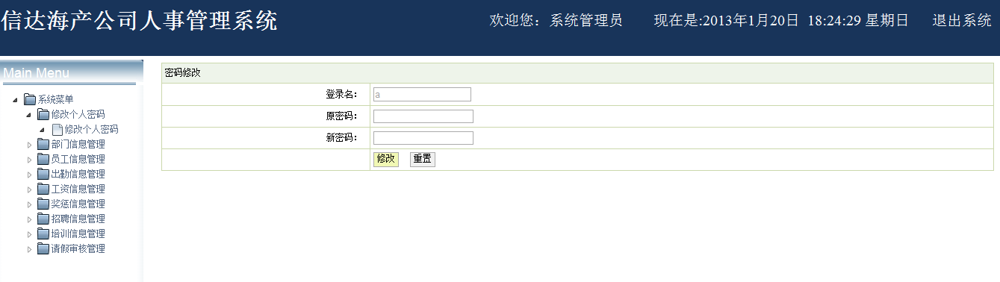 信达海产公司人事管理系统
欢迎您：系统管理员 现在是:2013年1月20日 18:24:29 星期日 退出系统
Main Menu
系统菜单
修改个人密码
修改个人密码
部门信息管理
员工信息管理
出勤信息管理
工资信息管理
奖惩信息管理
招聘信息管理
培训信息管理
请假审核管理
密码修改
登录名： a
原密码：
新密码：
修改 重置